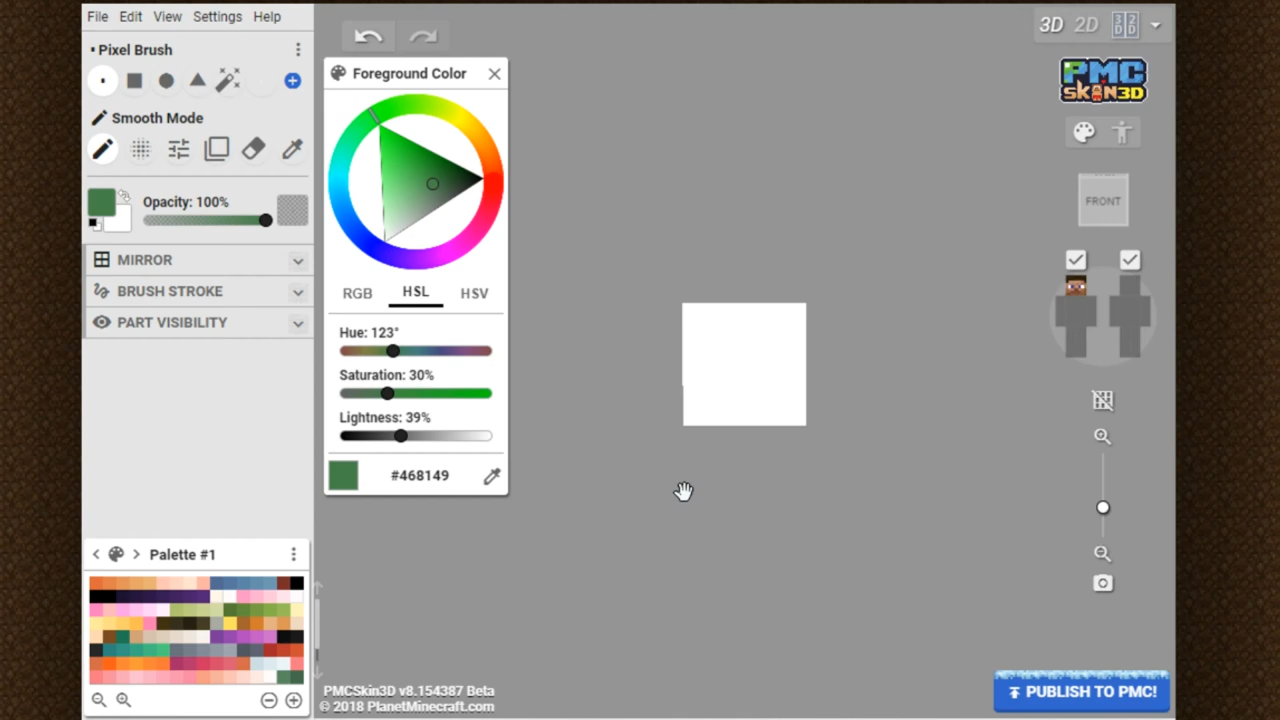 File Edit View Settings Help
3D 2D 3D 2D
Pixel Brush
Foreground Color
PMC
SKIN3D
Smooth Mode
Opacity: 100%
FRONT
MIRROR
BRUSH STROKE
RGB HSL HSV
PART VISIBILITY
Hue: 123°
Saturation: 30%
Lightness: 39%
#468149
Palette #1
PMCSkin3D v8.154387 Beta
© 2018 PlanetMinecraft.com
PUBLISH TO PMC!